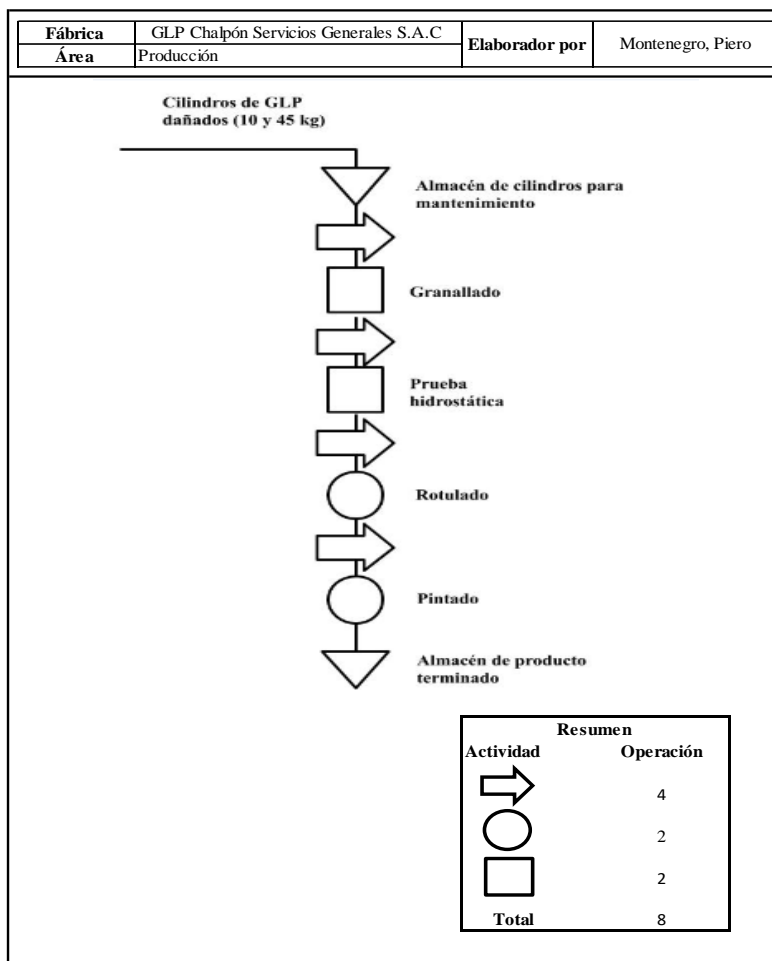 Fábrica GLP Chalpón Servicios Generales S.A.C Elaborador por Montenegro, Piero
Área Producción
Cilindros de GLP
dañados (10 y 45 kg)
Almacén de cilindros para
mantenimiento
Granallado
Prueba
hidrostática
Rotulado
Pintado
Almacén de producto
terminado
Resumen
Actividad Operación
4
2
2
Total 8